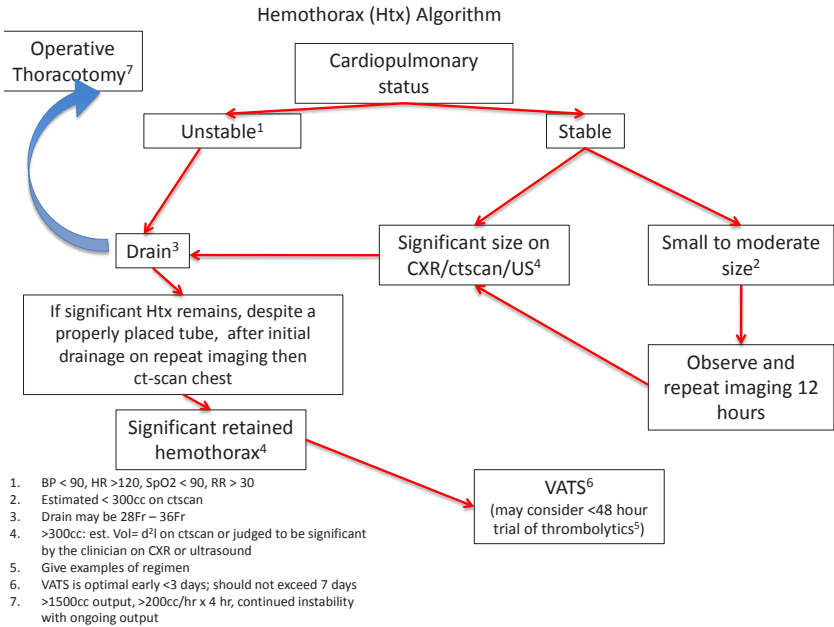 Hemothorax (Htx) Algorithm
Operative
Thoracotomy⁷
Cardiopulmonary
status
Unstable¹
Stable
Drain³
Significant size on
CXR/ctscan/US⁴
Small to moderate
size²
If significant Htx remains, despite a
properly placed tube, after initial
drainage on repeat imaging then
ct-scan chest
Observe and
repeat imaging 12
hours
Significant retained
hemothorax⁴
VATS⁶
(may consider <48 hour
trial of thrombolytics⁵)
1. BP < 90, HR >120, SpO2 < 90, RR > 30
2. Estimated < 300cc on ctscan
3. Drain may be 28Fr – 36Fr
4. >300cc: est. Vol= d²l on ctscan or judged to be significant
by the clinician on CXR or ultrasound
5. Give examples of regimen
6. VATS is optimal early <3 days; should not exceed 7 days
7. >1500cc output, >200cc/hr x 4 hr, continued instability
with ongoing output